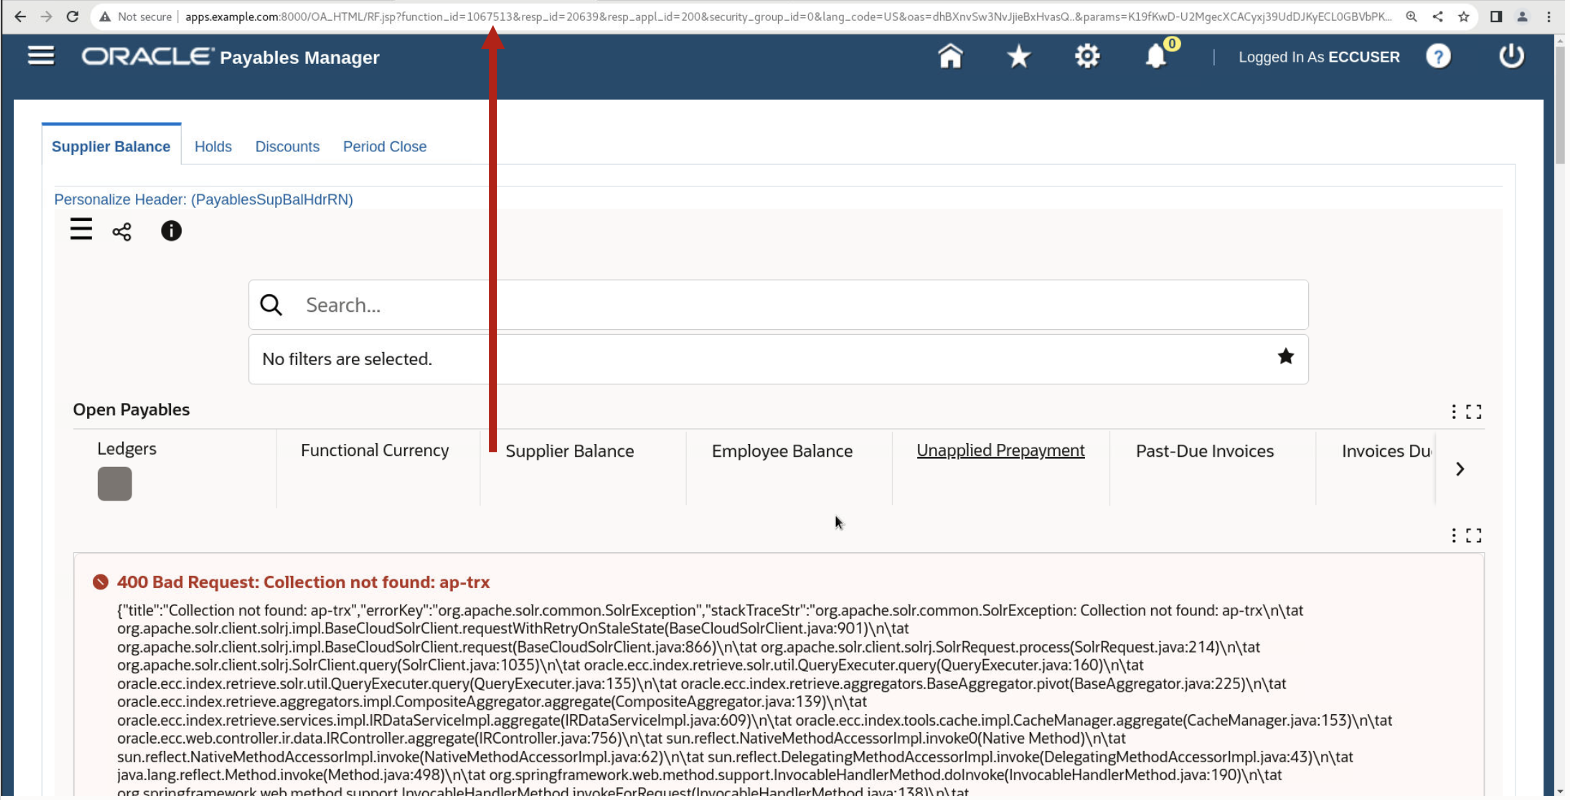 Not secure | apps.example.com:8000/OA_HTML/RF.jsp?function_id=1067513&resp_id=20639&resp_appl_id=200&security_group_id=0&lang_code=US&oas=dhBXnvSw3NvJjieBxHvasQ..&params=K19fKwD-U2MgecXCACyxj39UdDJKyECL0GBVbPK...
ORACLE Payables Manager
0
Logged In As ECCUSER
?
Supplier Balance Holds Discounts Period Close
Personalize Header: (PayablesSupBalHdrRN)
Search...
No filters are selected.
Open Payables
Ledgers Functional Currency Supplier Balance Employee Balance Unapplied Prepayment Past-Due Invoices Invoices Du
400 Bad Request: Collection not found: ap-trx
{"title":"Collection not found: ap-trx","errorKey":"org.apache.solr.common.SolrException","stackTraceStr":"org.apache.solr.common.SolrException: Collection not found: ap-trx\n\tat
org.apache.solr.client.solrj.impl.BaseCloudSolrClient.requestWithRetryOnStaleState(BaseCloudSolrClient.java:901)\n\tat
org.apache.solr.client.solrj.impl.BaseCloudSolrClient.request(BaseCloudSolrClient.java:866)\n\tat org.apache.solr.client.solrj.SolrRequest.process(SolrRequest.java:214)\n\tat
org.apache.solr.client.solrj.SolrClient.query(SolrClient.java:1035)\n\tat oracle.ecc.index.retrieve.solr.util.QueryExecuter.query(QueryExecuter.java:160)\n\tat
oracle.ecc.index.retrieve.solr.util.QueryExecuter.query(QueryExecuter.java:135)\n\tat oracle.ecc.index.retrieve.aggregators.BaseAggregator.pivot(BaseAggregator.java:225)\n\tat
oracle.ecc.index.retrieve.aggregators.impl.CompositeAggregator.aggregate(CompositeAggregator.java:139)\n\tat
oracle.ecc.index.retrieve.services.impl.IRDataServiceImpl.aggregate(IRDataServiceImpl.java:609)\n\tat oracle.ecc.index.tools.cache.impl.CacheManager.aggregate(CacheManager.java:153)\n\tat
oracle.ecc.web.controller.ir.data.IRController.aggregate(IRController.java:756)\n\tat sun.reflect.NativeMethodAccessorImpl.invoke0(Native Method)\n\tat
sun.reflect.NativeMethodAccessorImpl.invoke(NativeMethodAccessorImpl.java:62)\n\tat sun.reflect.DelegatingMethodAccessorImpl.invoke(DelegatingMethodAccessorImpl.java:43)\n\tat
java.lang.reflect.Method.invoke(Method.java:498)\n\tat org.springframework.web.method.support.InvocableHandlerMethod.doInvoke(InvocableHandlerMethod.java:190)\n\tat
org.springframework.web.method.support.InvocableHandlerMethod.invokeForRequest(InvocableHandlerMethod.java:138)\n\tat